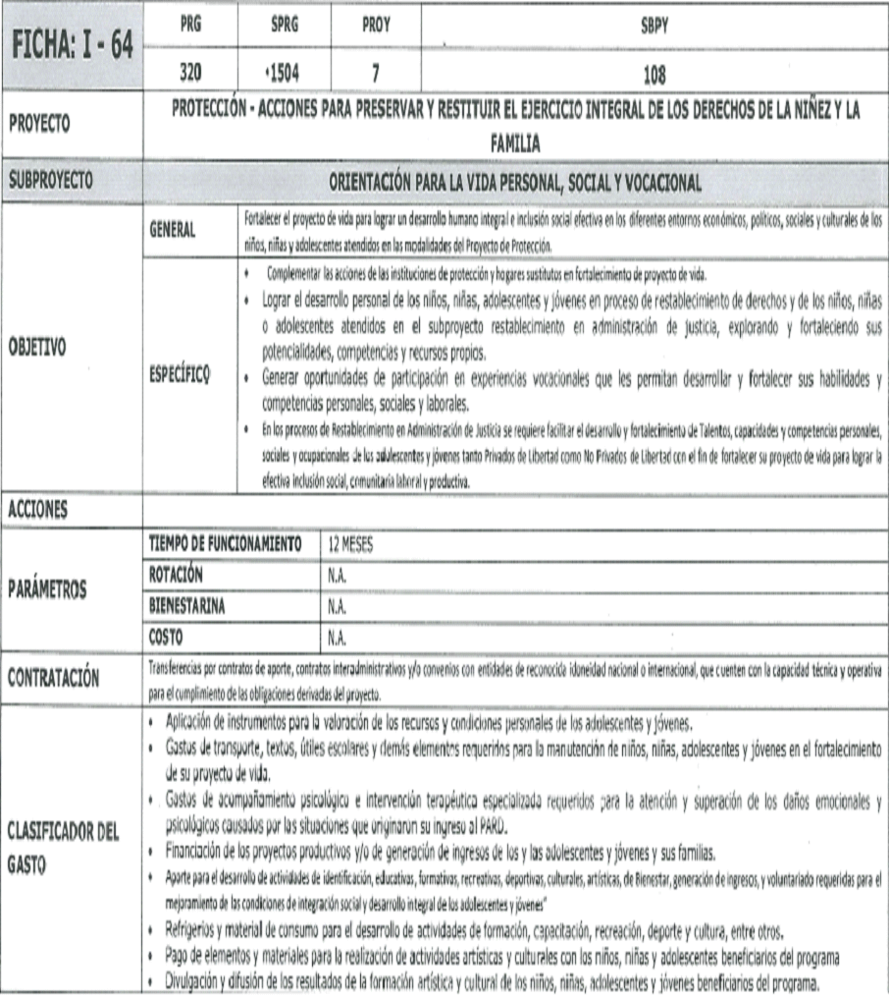 FICHA: I - 64
PRG SPRG PROY SBPY
320 1504 7 108
PROYECTO
PROTECCIÓN - ACCIONES PARA PRESERVAR Y RESTITUIR EL EJERCICIO INTEGRAL DE LOS DERECHOS DE LA NIÑEZ Y LA
FAMILIA
SUBPROYECTO
ORIENTACIÓN PARA LA VIDA PERSONAL, SOCIAL Y VOCACIONAL
OBJETIVO
GENERAL
Fortalecer el proyecto de vida para lograr un desarrollo humano integral e inclusión social efectiva en los diferentes entornos económicos, políticos, sociales y culturales de los
niños, niñas y adolescentes atendidos en las modalidades del Proyecto de Protección.
ESPECÍFICO
• Complementar las acciones de las instituciones de protección y hogares sustitutos en fortalecimiento de proyecto de vida.
• Lograr el desarrollo personal de los niños, niñas, adolescentes y jóvenes en proceso de restablecimiento de derechos y de los niños, niñas
o adolescentes atendidos en el subproyecto restablecimiento en administración de justicia, explorando y fortaleciendo sus
potencialidades, competencias y recursos propios.
• Generar oportunidades de participación en experiencias vocacionales que les permitan desarrollar y fortalecer sus habilidades y
competencias personales, sociales y laborales.
• En los procesos de Restablecimiento en Administración de Justicia se requiere facilitar el desarrollo y fortalecimiento de Talentos, capacidades y competencias personales,
sociales y ocupacionales de los adolescentes y jóvenes tanto Privados de Libertad como No Privados de Libertad con el fin de fortalecer su proyecto de vida para lograr la
efectiva inclusión social, comunitaria laboral y productiva.
ACCIONES
PARÁMETROS
TIEMPO DE FUNCIONAMIENTO 12 MESES
ROTACIÓN N.A.
BIENESTARINA N.A.
COSTO N.A.
CONTRATACIÓN
Transferencias por contratos de aporte, contratos interadministrativos y/o convenios con entidades de reconocida idoneidad nacional o internacional, que cuenten con la capacidad técnica y operativa
para el cumplimiento de las obligaciones derivadas del proyecto.
CLASIFICADOR DEL
GASTO
• Aplicación de instrumentos para la valoración de los recursos y condiciones personales de los adolescentes y jóvenes.
• Gastos de transporte, textos, útiles escolares y demás elementos requeridos para la manutención de niños, niñas, adolescentes y jóvenes en el fortalecimiento
de su proyecto de vida.
• Gastos de acompañamiento psicológico e intervención terapéutica especializada requeridos para la atención y superación de los daños emocionales y
psicológicos causados por las situaciones que originaron su ingreso al PARD.
• Financiación de los proyectos productivos y/o de generación de ingresos de los y las adolescentes y jóvenes y sus familias.
• Aporte para el desarrollo de actividades de identificación, educativas, formativas, recreativas, deportivas, culturales, artísticas, de Bienestar, generación de ingresos, y voluntariado requeridas para el
mejoramiento de las condiciones de integración social y desarrollo integral de los adolescentes y jóvenes"
• Refrigerios y material de consumo para el desarrollo de actividades de formación, capacitación, recreación, deporte y cultura, entre otros.
• Pago de elementos y materiales para la realización de actividades artísticas y culturales con los niños, niñas y adolescentes beneficiarios del programa
• Divulgación y difusión de los resultados de la formación artística y cultural de los niños, niñas, adolescentes y jóvenes beneficiarios del programa.